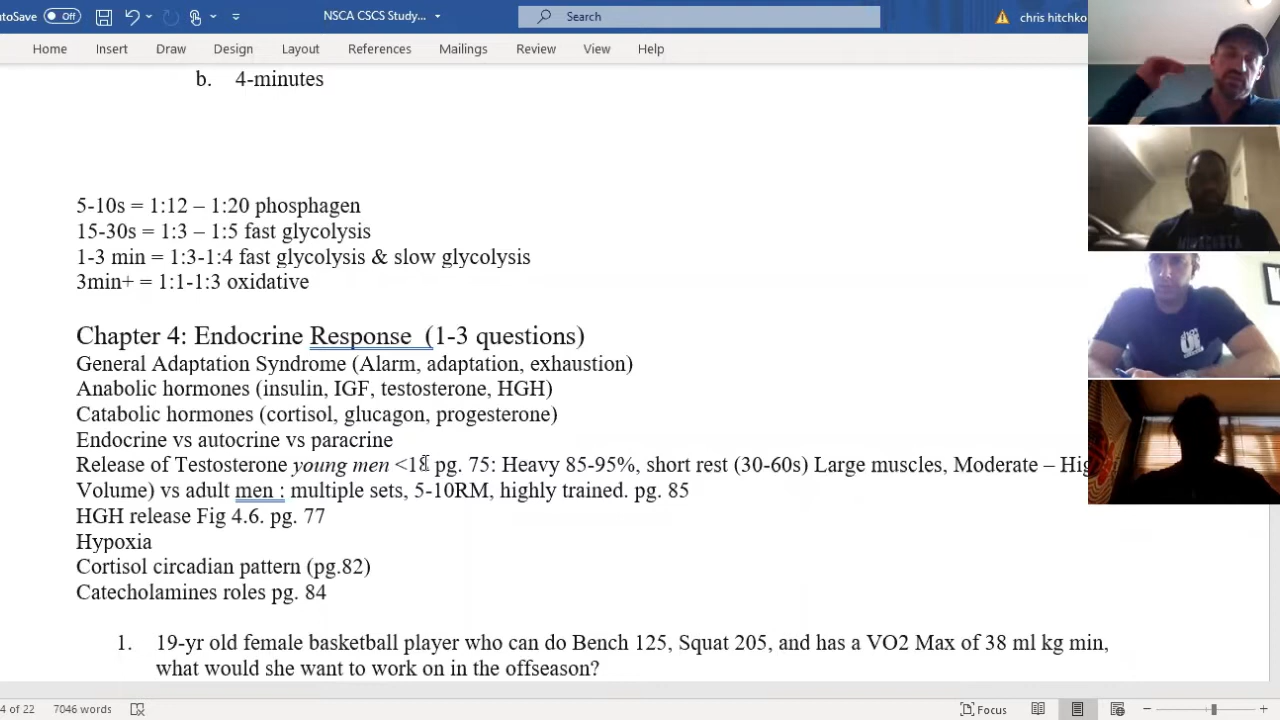 utoSave Off NSCA CSCS Study... Search chris hitchko
Home Insert Draw Design Layout References Mailings Review View Help
b. 4-minutes
5-10s = 1:12 – 1:20 phosphagen
15-30s = 1:3 – 1:5 fast glycolysis
1-3 min = 1:3-1:4 fast glycolysis & slow glycolysis
3min+ = 1:1-1:3 oxidative
Chapter 4: Endocrine Response (1-3 questions)
General Adaptation Syndrome (Alarm, adaptation, exhaustion)
Anabolic hormones (insulin, IGF, testosterone, HGH)
Catabolic hormones (cortisol, glucagon, progesterone)
Endocrine vs autocrine vs paracrine
Release of Testosterone young men <18 pg. 75: Heavy 85-95%, short rest (30-60s) Large muscles, Moderate – Hig
Volume) vs adult men : multiple sets, 5-10RM, highly trained. pg. 85
HGH release Fig 4.6. pg. 77
Hypoxia
Cortisol circadian pattern (pg.82)
Catecholamines roles pg. 84
1. 19-yr old female basketball player who can do Bench 125, Squat 205, and has a VO2 Max of 38 ml kg min,
what would she want to work on in the offseason?
4 of 22 7046 words Focus